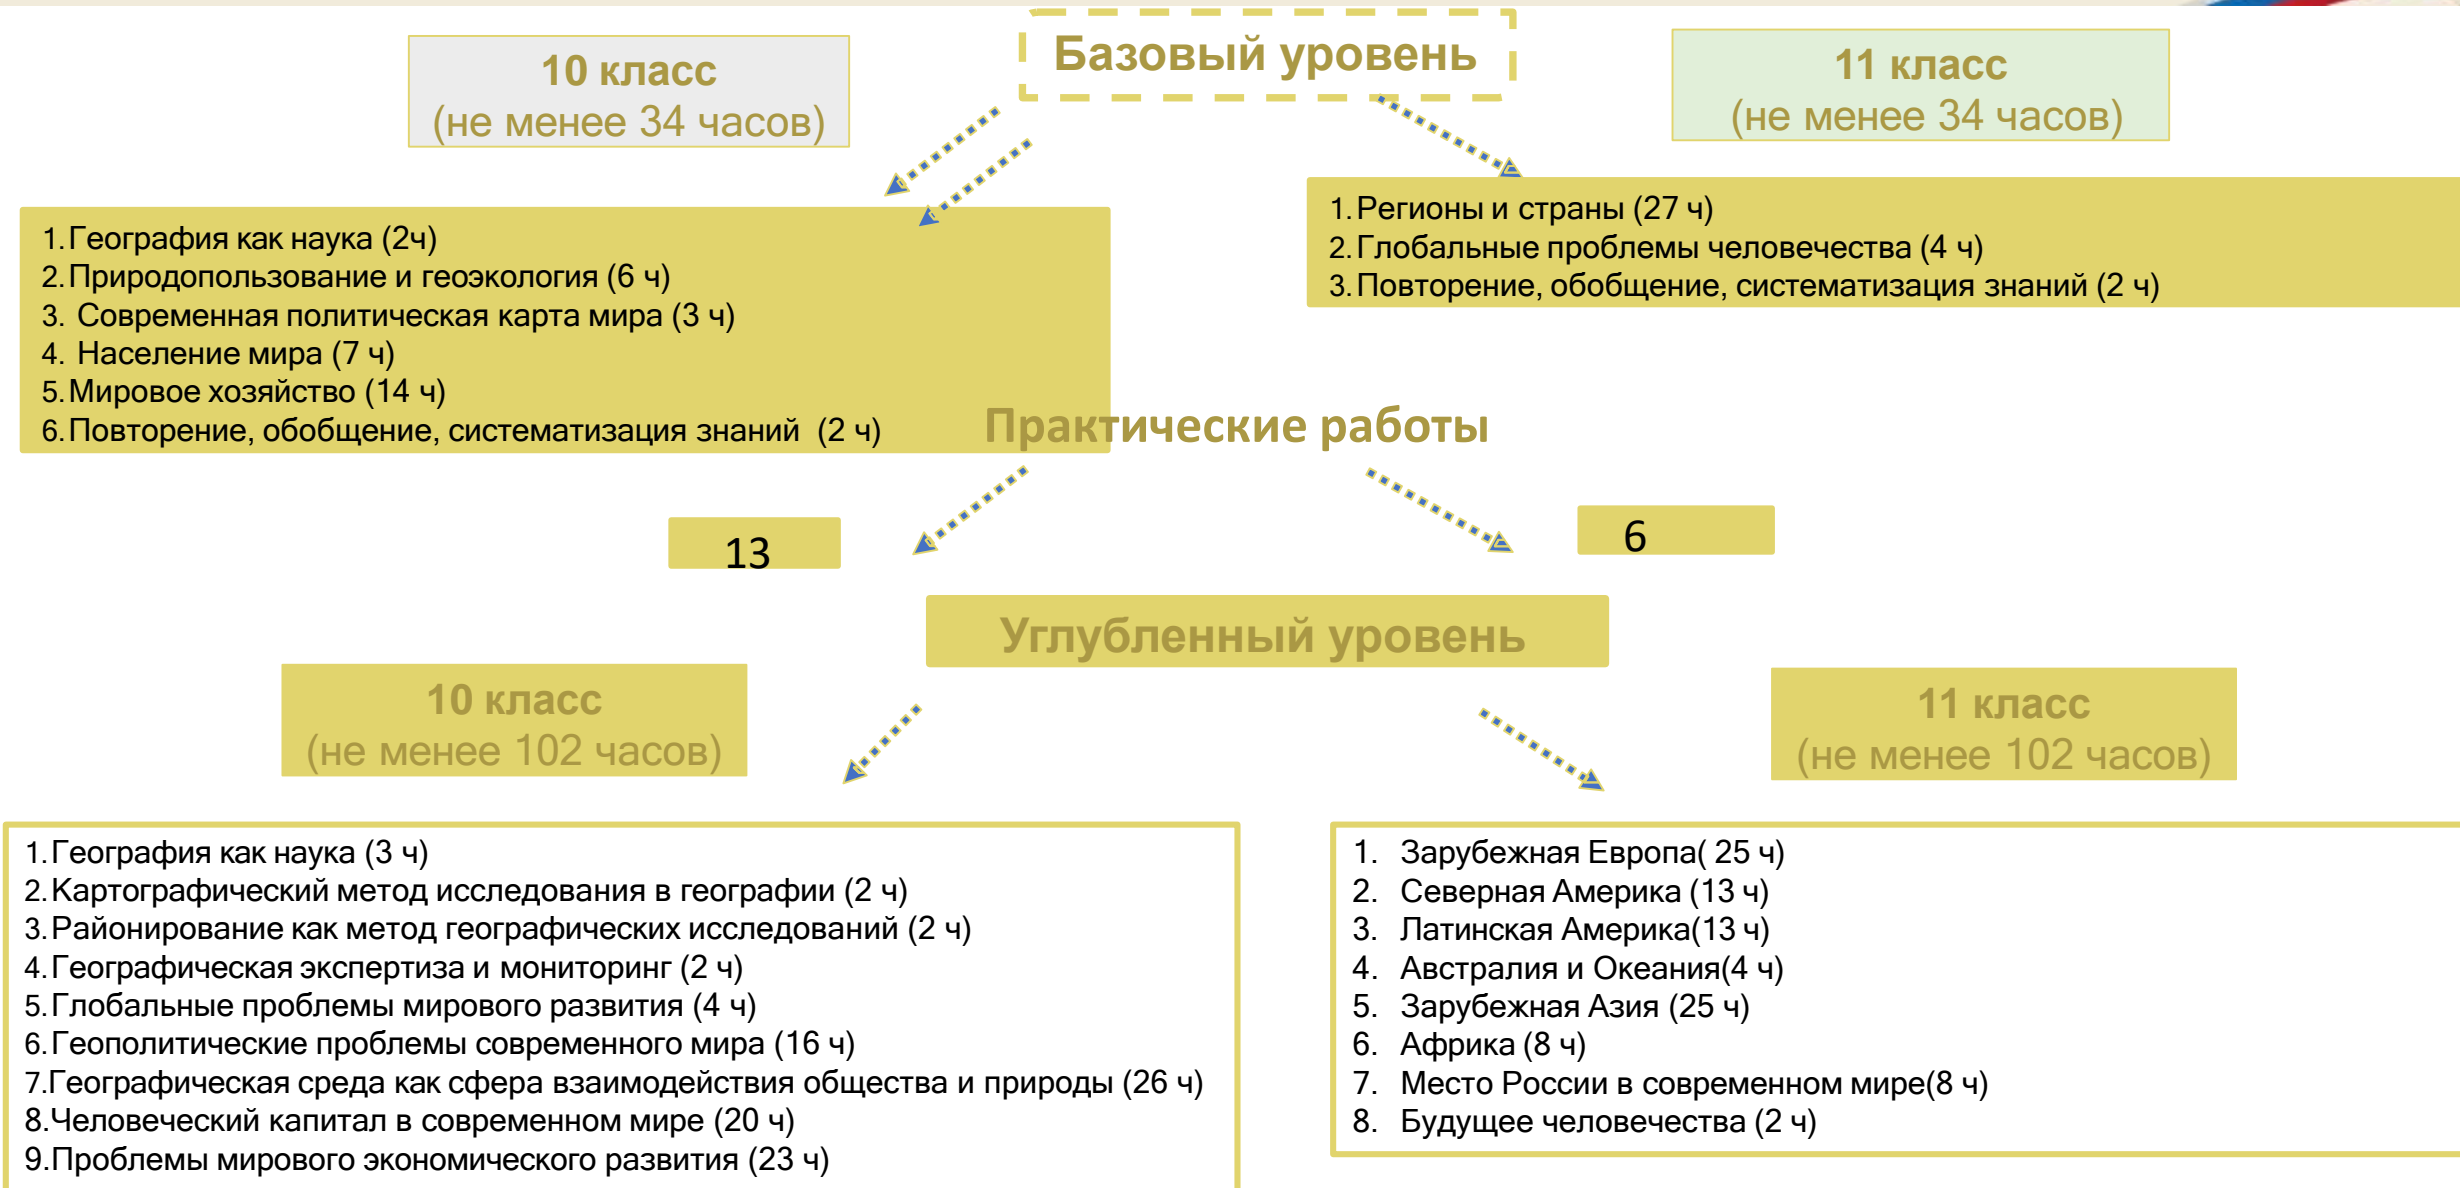 Базовый уровень
10 класс
(не менее 34 часов)
11 класс
(не менее 34 часов)
1.География как наука (2ч)
2.Природопользование и геоэкология (6 ч)
3. Современная политическая карта мира (3 ч)
4. Население мира (7 ч)
5.Мировое хозяйство (14 ч)
6.Повторение, обобщение, систематизация знаний (2 ч)
1.Регионы и страны (27 ч)
2.Глобальные проблемы человечества (4 ч)
3.Повторение, обобщение, систематизация знаний (2 ч)
Практические работы
13
6
Углубленный уровень
10 класс
(не менее 102 часов)
11 класс
(не менее 102 часов)
1.География как наука (3 ч)
2.Картографический метод исследования в географии (2 ч)
3.Районирование как метод географических исследований (2 ч)
4.Географическая экспертиза и мониторинг (2 ч)
5.Глобальные проблемы мирового развития (4 ч)
6.Геополитические проблемы современного мира (16 ч)
7.Географическая среда как сфера взаимодействия общества и природы (26 ч)
8.Человеческий капитал в современном мире (20 ч)
9.Проблемы мирового экономического развития (23 ч)
1. Зарубежная Европа( 25 ч)
2. Северная Америка (13 ч)
3. Латинская Америка(13 ч)
4. Австралия и Океания(4 ч)
5. Зарубежная Азия (25 ч)
6. Африка (8 ч)
7. Место России в современном мире(8 ч)
8. Будущее человечества (2 ч)